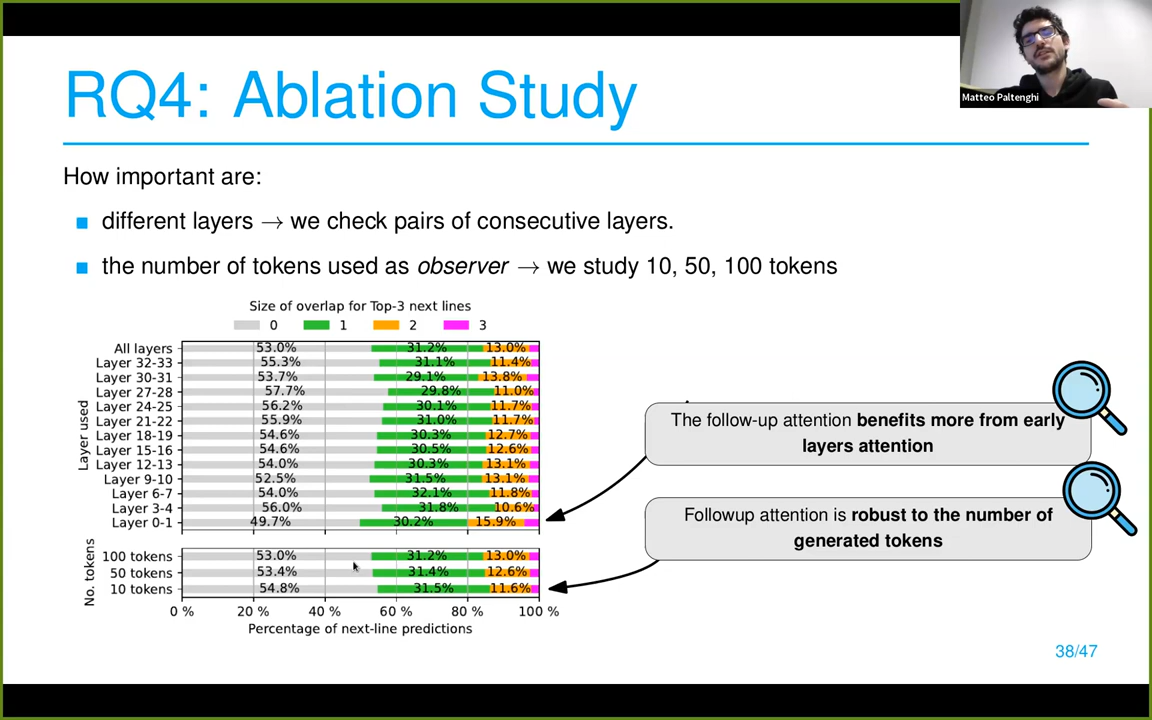 Matteo Paltenghi
RQ4: Ablation Study
How important are:
different layers → we check pairs of consecutive layers.
the number of tokens used as observer → we study 10, 50, 100 tokens
Size of overlap for Top-3 next lines
0 1 2 3
Layer used
All layers 53.0% 31.2% 13.0%
Layer 32-33 55.3% 31.1% 11.4%
Layer 30-31 53.7% 29.1% 13.8%
Layer 27-28 57.7% 29.8% 11.0%
Layer 24-25 56.2% 30.1% 11.7%
Layer 21-22 55.9% 31.0% 11.7%
Layer 18-19 54.6% 30.3% 12.7%
Layer 15-16 54.6% 30.5% 12.6%
Layer 12-13 54.0% 30.3% 13.1%
Layer 9-10 52.5% 31.5% 13.1%
Layer 6-7 54.0% 32.1% 11.8%
Layer 3-4 56.0% 31.8% 10.6%
Layer 0-1 49.7% 30.2% 15.9%
No. tokens
100 tokens 53.0% 31.2% 13.0%
50 tokens 53.4% 31.4% 12.6%
10 tokens 54.8% 31.5% 11.6%
0 % 20 % 40 % 60 % 80 % 100 %
Percentage of next-line predictions
The follow-up attention benefits more from early
layers attention
Followup attention is robust to the number of
generated tokens
38/47